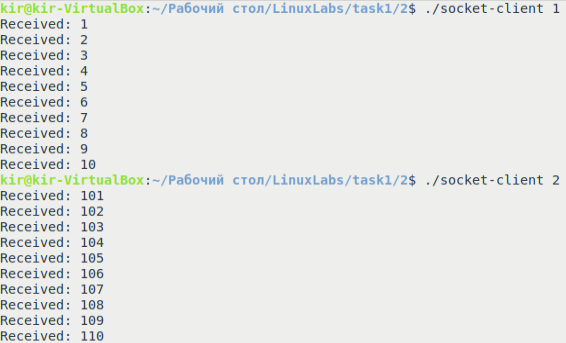 kir@kir-VirtualBox:~/Рабочий стол/LinuxLabs/task1/2$ ./socket-client 1
Received: 1
Received: 2
Received: 3
Received: 4
Received: 5
Received: 6
Received: 7
Received: 8
Received: 9
Received: 10
kir@kir-VirtualBox:~/Рабочий стол/LinuxLabs/task1/2$ ./socket-client 2
Received: 101
Received: 102
Received: 103
Received: 104
Received: 105
Received: 106
Received: 107
Received: 108
Received: 109
Received: 110